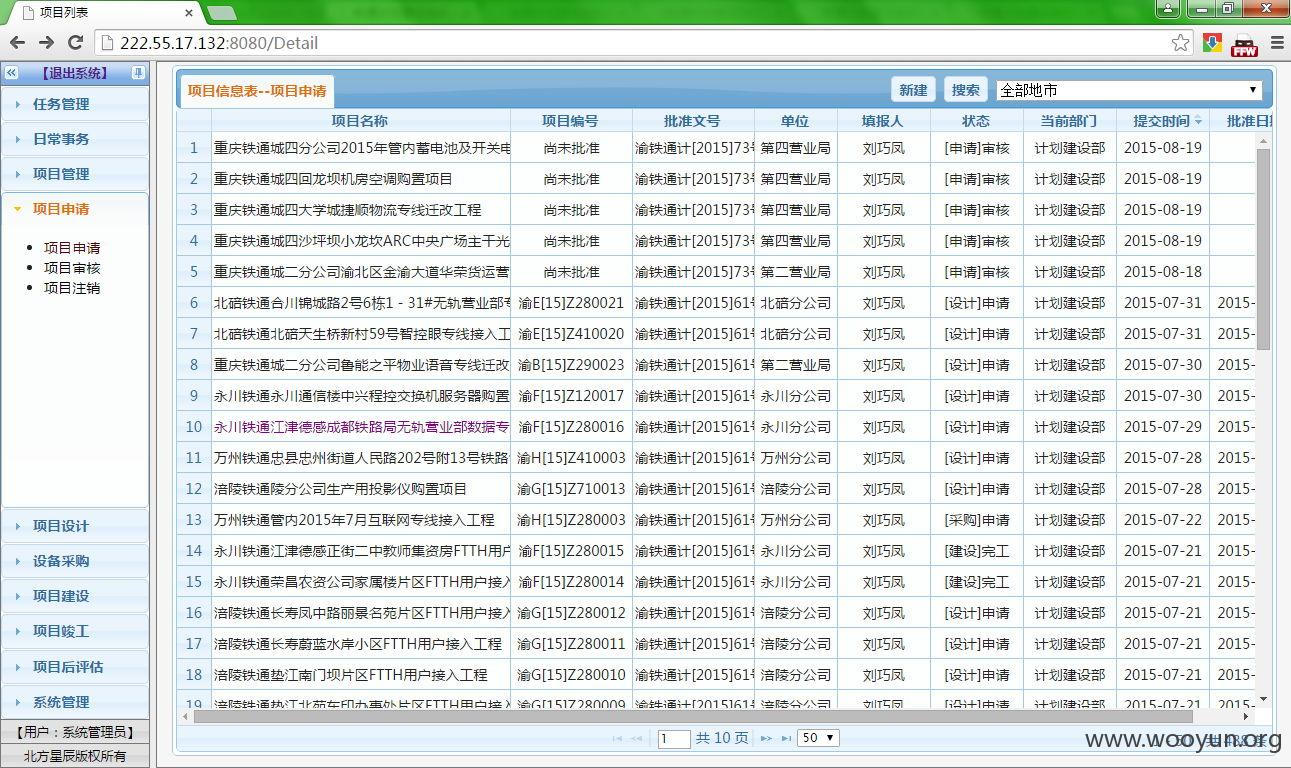 项目列表
222.55.17.132:8080/Detail
【退出系统】
任务管理
日常事务
项目管理
项目申请
项目申请
项目审核
项目注销
项目设计
设备采购
项目建设
项目竣工
项目后评估
系统管理
【用户：系统管理员】
北方星辰版权所有
项目信息表--项目申请 新建 搜索 全部地市
项目名称 项目编号 批准文号 单位 填报人 状态 当前部门 提交时间 批准日
1 重庆铁通城四分公司2015年管内蓄电池及开关电 尚未批准 渝铁通计[2015]73 第四营业局 刘巧凤 [申请]审核 计划建设部 2015-08-19
2 重庆铁通城四回龙坝机房空调购置项目 尚未批准 渝铁通计[2015]73 第四营业局 刘巧凤 [申请]审核 计划建设部 2015-08-19
3 重庆铁通城四大学城捷顺物流专线迁改工程 尚未批准 渝铁通计[2015]73 第四营业局 刘巧凤 [申请]审核 计划建设部 2015-08-19
4 重庆铁通城四沙坪坝小龙坎ARC中央广场主干光 尚未批准 渝铁通计[2015]73 第四营业局 刘巧凤 [申请]审核 计划建设部 2015-08-19
5 重庆铁通城二分公司渝北区金渝大道华荣货运营 尚未批准 渝铁通计[2015]73 第二营业局 刘巧凤 [申请]审核 计划建设部 2015-08-18
6 北碚铁通合川锦城路2号6栋1－31#无轨营业部专 渝E[15]Z280021 渝铁通计[2015]61 北碚分公司 刘巧凤 [设计]申请 计划建设部 2015-07-31 2015-
7 北碚铁通北碚天生桥新村59号智控眼专线接入工 渝E[15]Z410020 渝铁通计[2015]61 北碚分公司 刘巧凤 [设计]申请 计划建设部 2015-07-31 2015-
8 重庆铁通城二分公司鲁能之平物业语音专线迁改 渝B[15]Z290023 渝铁通计[2015]61 第二营业局 刘巧凤 [设计]申请 计划建设部 2015-07-30 2015-
9 永川铁通永川通信楼中兴程控交换机服务器购置 渝F[15]Z120017 渝铁通计[2015]61 永川分公司 刘巧凤 [设计]申请 计划建设部 2015-07-30 2015-
10 永川铁通江津德感成都铁路局无轨营业部数据专 渝F[15]Z280016 渝铁通计[2015]61 永川分公司 刘巧凤 [设计]申请 计划建设部 2015-07-29 2015-
11 万州铁通忠县忠州街道人民路202号附13号铁路 渝H[15]Z410003 渝铁通计[2015]61 万州分公司 刘巧凤 [设计]申请 计划建设部 2015-07-28 2015-
12 涪陵铁通陵分公司生产用投影仪购置项目 渝G[15]Z710013 渝铁通计[2015]61 涪陵分公司 刘巧凤 [设计]申请 计划建设部 2015-07-28 2015-
13 万州铁通管内2015年7月互联网专线接入工程 渝H[15]Z280003 渝铁通计[2015]61 万州分公司 刘巧凤 [采购]申请 计划建设部 2015-07-22 2015-
14 永川铁通江津德感正街二中教师集资房FTTH用户 渝F[15]Z280015 渝铁通计[2015]61 永川分公司 刘巧凤 [建设]完工 计划建设部 2015-07-21 2015-
15 永川铁通荣昌农资公司家属楼片区FTTH用户接入 渝F[15]Z280014 渝铁通计[2015]61 永川分公司 刘巧凤 [建设]完工 计划建设部 2015-07-21 2015-
16 涪陵铁通长寿凤中路丽景名苑片区FTTH用户接入 渝G[15]Z280012 渝铁通计[2015]61 涪陵分公司 刘巧凤 [设计]申请 计划建设部 2015-07-21 2015-
17 涪陵铁通长寿蔚蓝水岸小区FTTH用户接入工程 渝G[15]Z280011 渝铁通计[2015]61 涪陵分公司 刘巧凤 [设计]申请 计划建设部 2015-07-21 2015-
18 涪陵铁通垫江南门坝片区FTTH用户接入工程 渝G[15]Z280010 渝铁通计[2015]61 涪陵分公司 刘巧凤 [设计]申请 计划建设部 2015-07-21 2015-
19 涪陵铁通垫江北苑车印办事处片区FTTH用户接入 渝G[15]Z280009 渝铁通计[2015]61 涪陵分公司 刘巧凤 [设计]申请 计划建设部 2015-07-21 2015-
1 共 10 页 50
www.wooyun.org